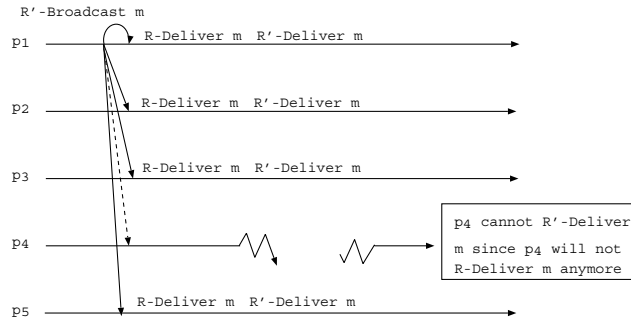 R'-Broadcast m
p1 R-Deliver m R'-Deliver m
p2 R-Deliver m R'-Deliver m
p3 R-Deliver m R'-Deliver m
p4
p4 cannot R'-Deliver
m since p4 will not
R-Deliver m anymore
p5 R-Deliver m R'-Deliver m